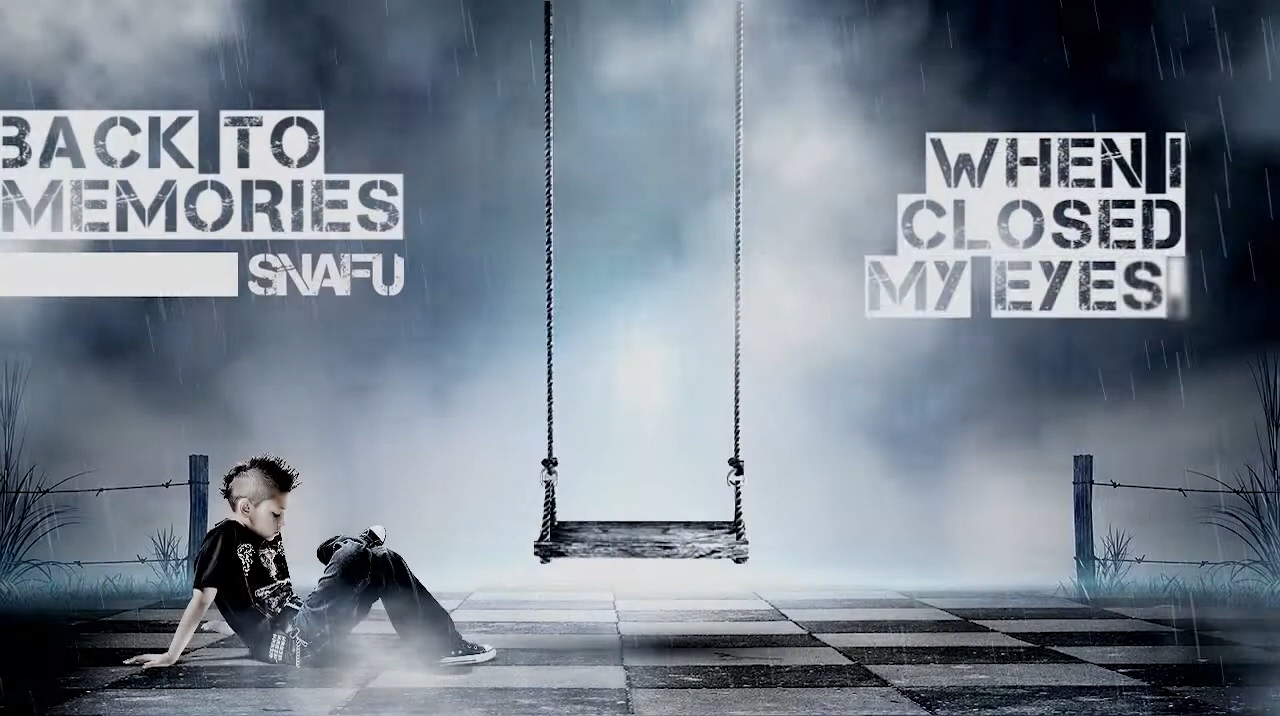 BACK TO
MEMORIES
SNAFU
WHEN I
CLOSED
MY EYES